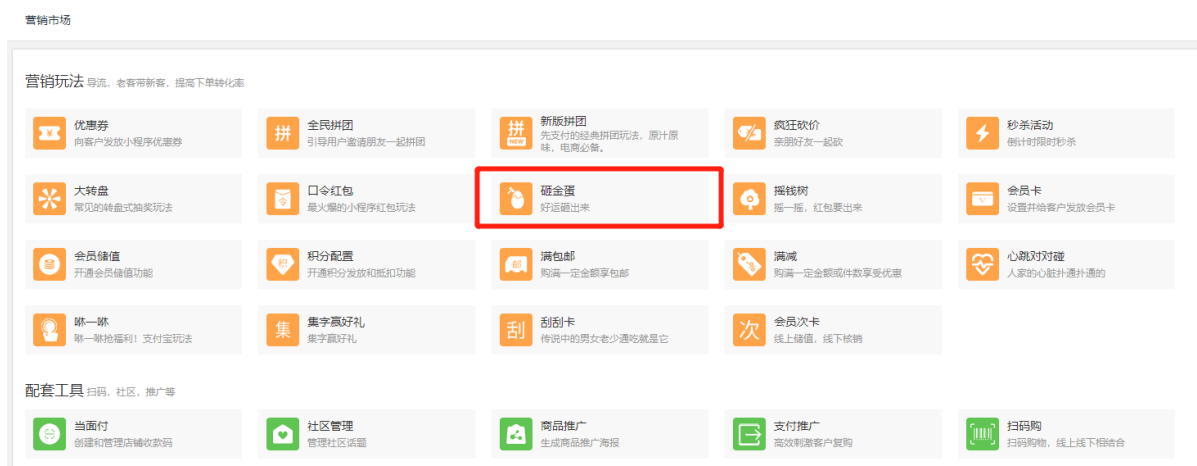 营销市场
营销玩法 导流,老客带新客,提高下单转化率
优惠券
向客户发放小程序优惠券
拼
全民拼团
引导用户邀请朋友一起拼团
拼
NEW
新版拼团
先支付的经典拼团玩法,原汁原
味,电商必备。
疯狂砍价
亲朋好友一起砍
秒杀活动
倒计时限时秒杀
大转盘
常见的转盘式抽奖玩法
令
口令红包
最火爆的小程序红包玩法
砸金蛋
好运砸出来
摇钱树
摇一摇,红包要出来
会员卡
设置并给客户发放会员卡
会员储值
开通会员储值功能
积
积分配置
开通积分发放和抵扣功能
邮
满包邮
购满一定金额享包邮
满减
购满一定金额或件数享受优惠
心跳对对碰
人家的心脏扑通扑通的
咻一咻
咻一咻抢福利!支付宝玩法
集
集字赢好礼
集字赢好礼
刮
刮刮卡
传说中的男女老少通吃就是它
次
会员次卡
线上储值,线下核销
配套工具 扫码,社区,推广等
当面付
创建和管理店铺收款码
社区管理
管理社区话题
商品推广
生成商品推广海报
支付推广
高效刺激客户复购
扫码购
扫码购物,线上线下相结合